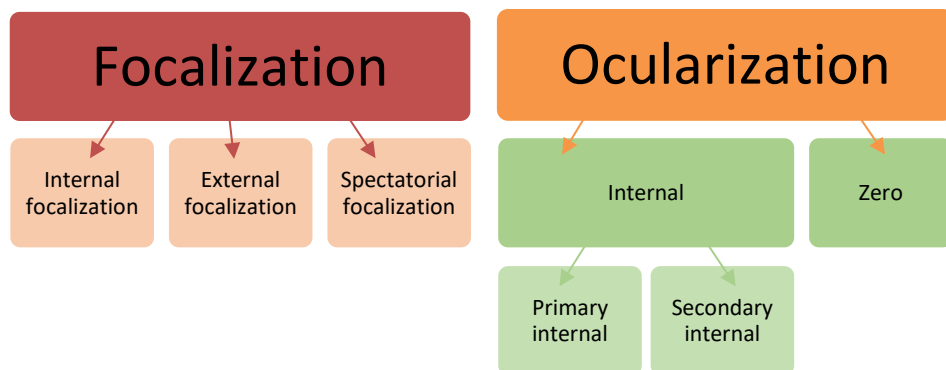 Focalization
Internal
focalization
External
focalization
Spectatorial
focalization
Ocularization
Internal
Zero
Primary
internal
Secondary
internal